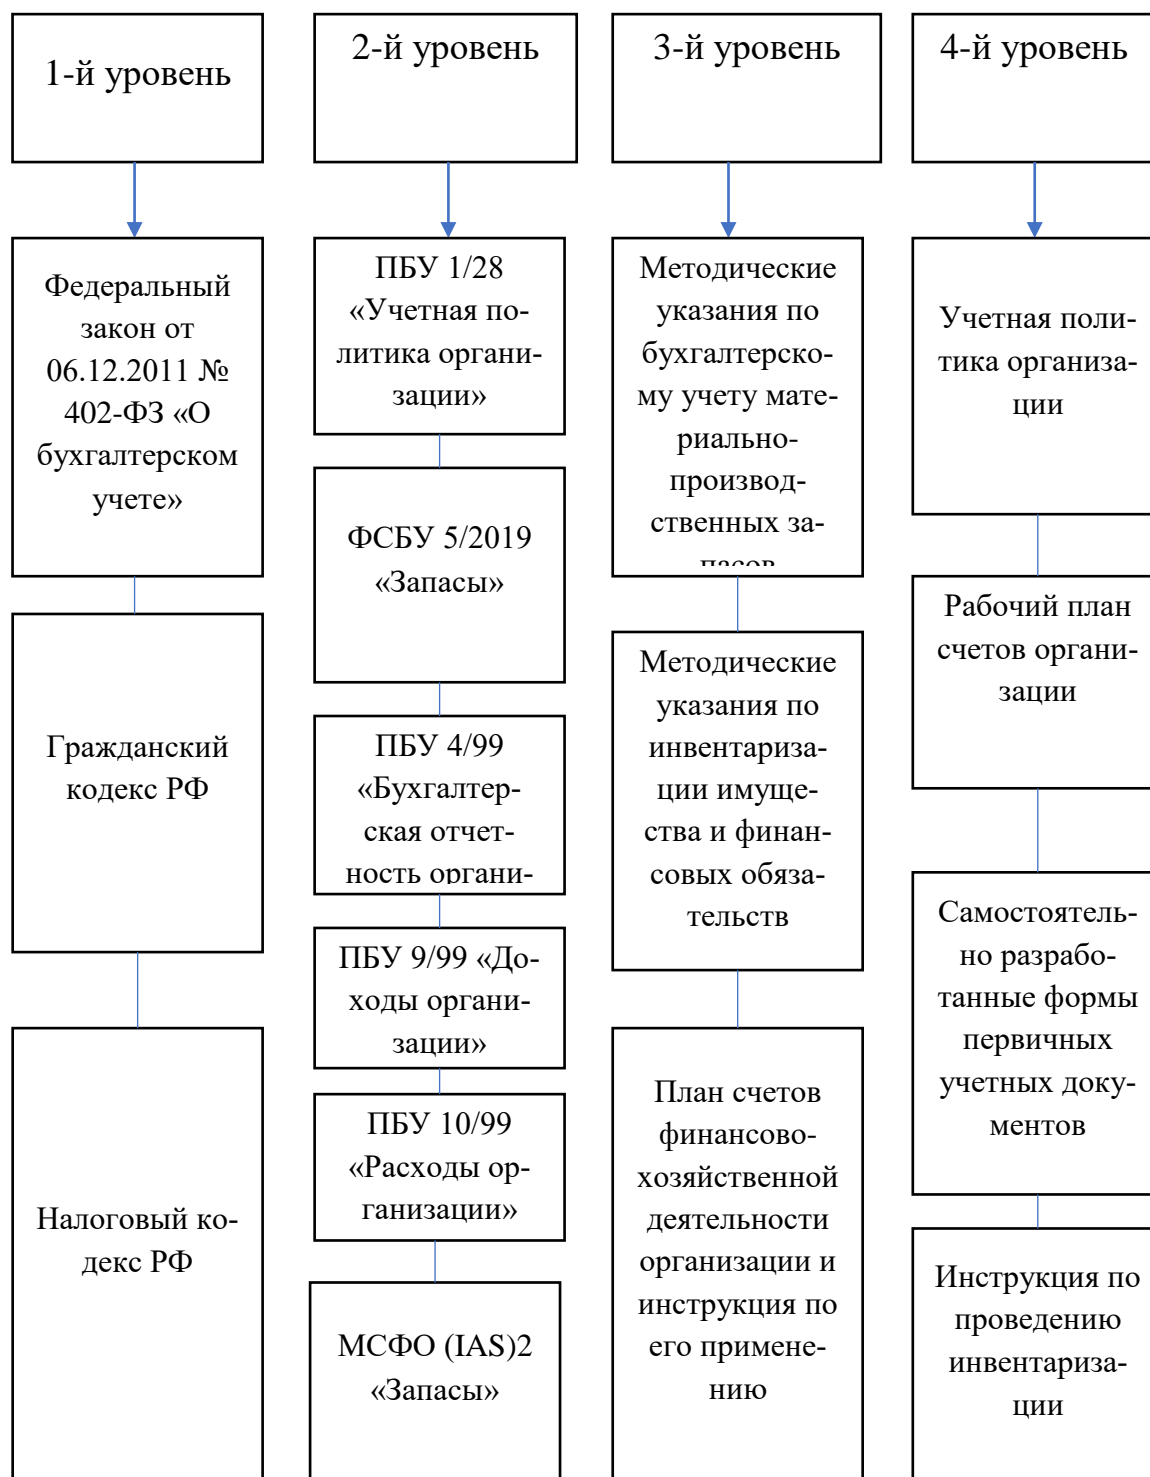 1-й уровень
2-й уровень
3-й уровень
4-й уровень
Федеральный
закон от
06.12.2011 №
402-ФЗ «О
бухгалтерском
учете»
Гражданский
кодекс РФ
Налоговый ко-
декс РФ
ПБУ 1/28
«Учетная по-
литика органи-
зации»
ФСБУ 5/2019
«Запасы»
ПБУ 4/99
«Бухгалтер-
ская отчет-
ность органи-
ПБУ 9/99 «До-
ходы органи-
зации»
ПБУ 10/99
«Расходы ор-
ганизации»
МСФО (IAS)2
«Запасы»
Методические
указания по
бухгалтерско-
му учету мате-
риально-
производ-
ственных за-
пасов
Методические
указания по
инвентариза-
ции имуще-
ства и финан-
совых обяза-
тельств
План счетов
финансово-
хозяйственной
деятельности
организации и
инструкция по
его примене-
нию
Учетная поли-
тика организа-
ции
Рабочий план
счетов органи-
зации
Самостоятель-
но разрабо-
танные формы
первичных
учетных доку-
ментов
Инструкция по
проведению
инвентариза-
ции